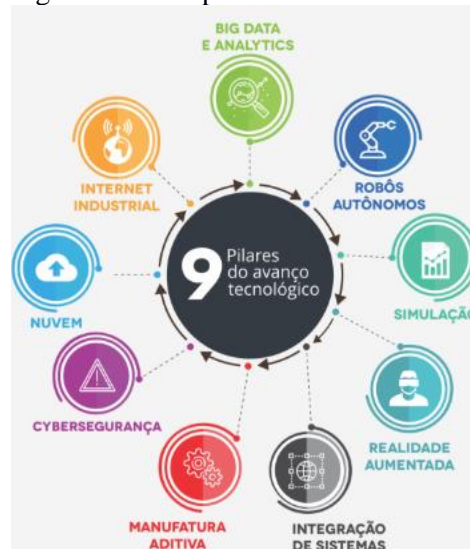 BIG DATA
E ANALYTICS
ROBÔS
AUTÔNOMOS
SIMULAÇÃO
REALIDADE
AUMENTADA
INTEGRAÇÃO
DE SISTEMAS
MANUFATURA
ADITIVA
CYBERSEGURANÇA
NUVEM
INTERNET
INDUSTRIAL
9 Pilares
do avanço
tecnológico